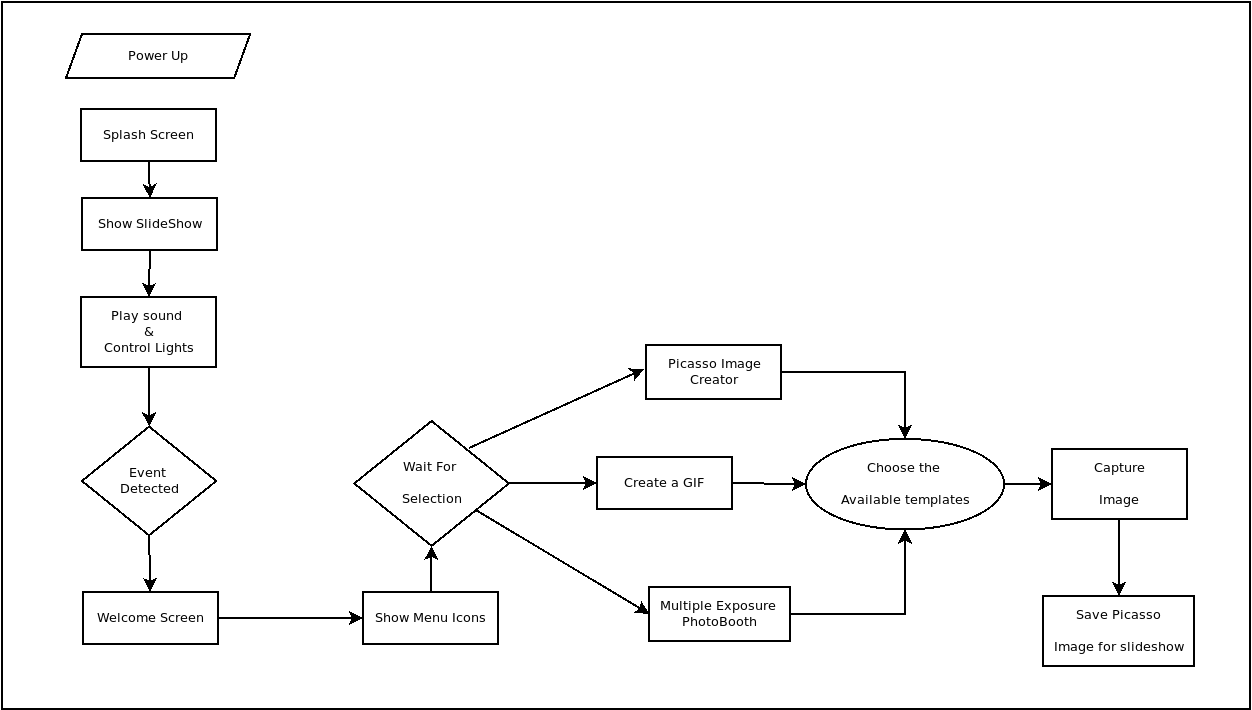 Power Up
Splash Screen
Show SlideShow
Play sound
&
Control Lights
Event
Detected
Welcome Screen
Show Menu Icons
Wait For
Selection
Picasso Image
Creator
Create a GIF
Multiple Exposure
PhotoBooth
Choose the
Available templates
Capture
Image
Save Picasso
Image for slideshow